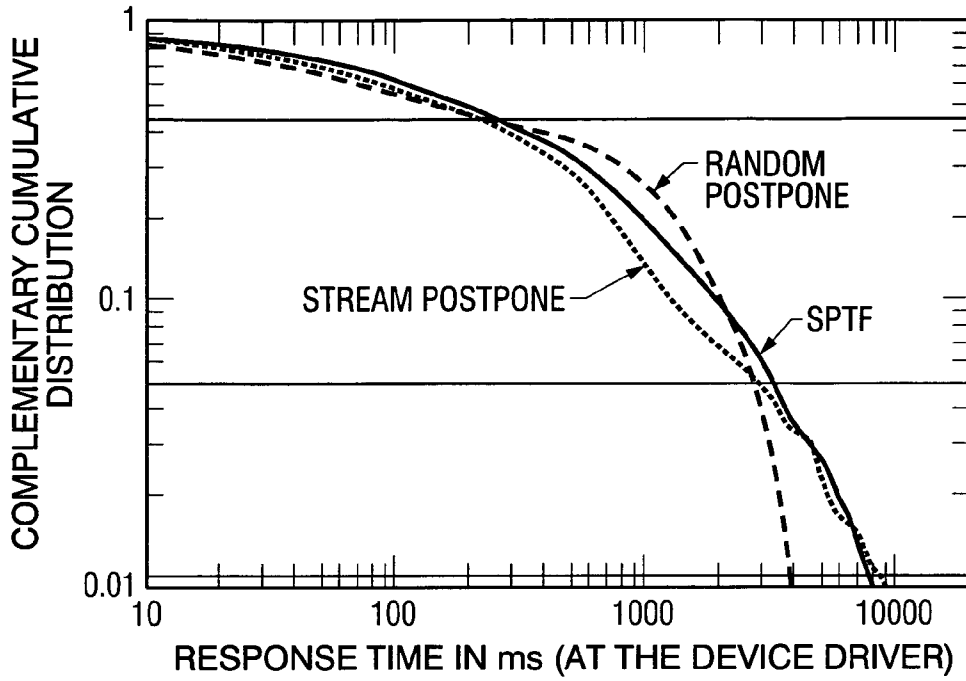 COMPLEMENTARY CUMULATIVE
DISTRIBUTION
1
0.1
0.01
RANDOM
POSTPONE
STREAM POSTPONE
SPTF
10
100
1000
10000
RESPONSE TIME IN ms (AT THE DEVICE DRIVER)